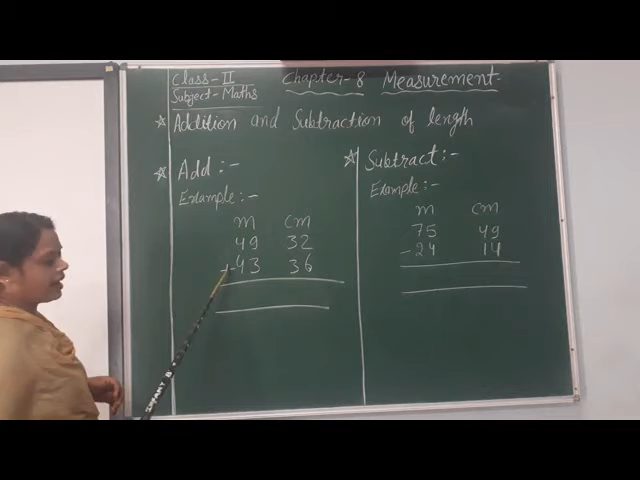 Class-II Chapter-8 Measurement-
Subject-Maths
☆ Addition and Subtraction of length
☆ Add :-
Example :-
m cm
49 32
+43 36
☆ Subtract :-
Example :-
m cm
75 49
-24 14